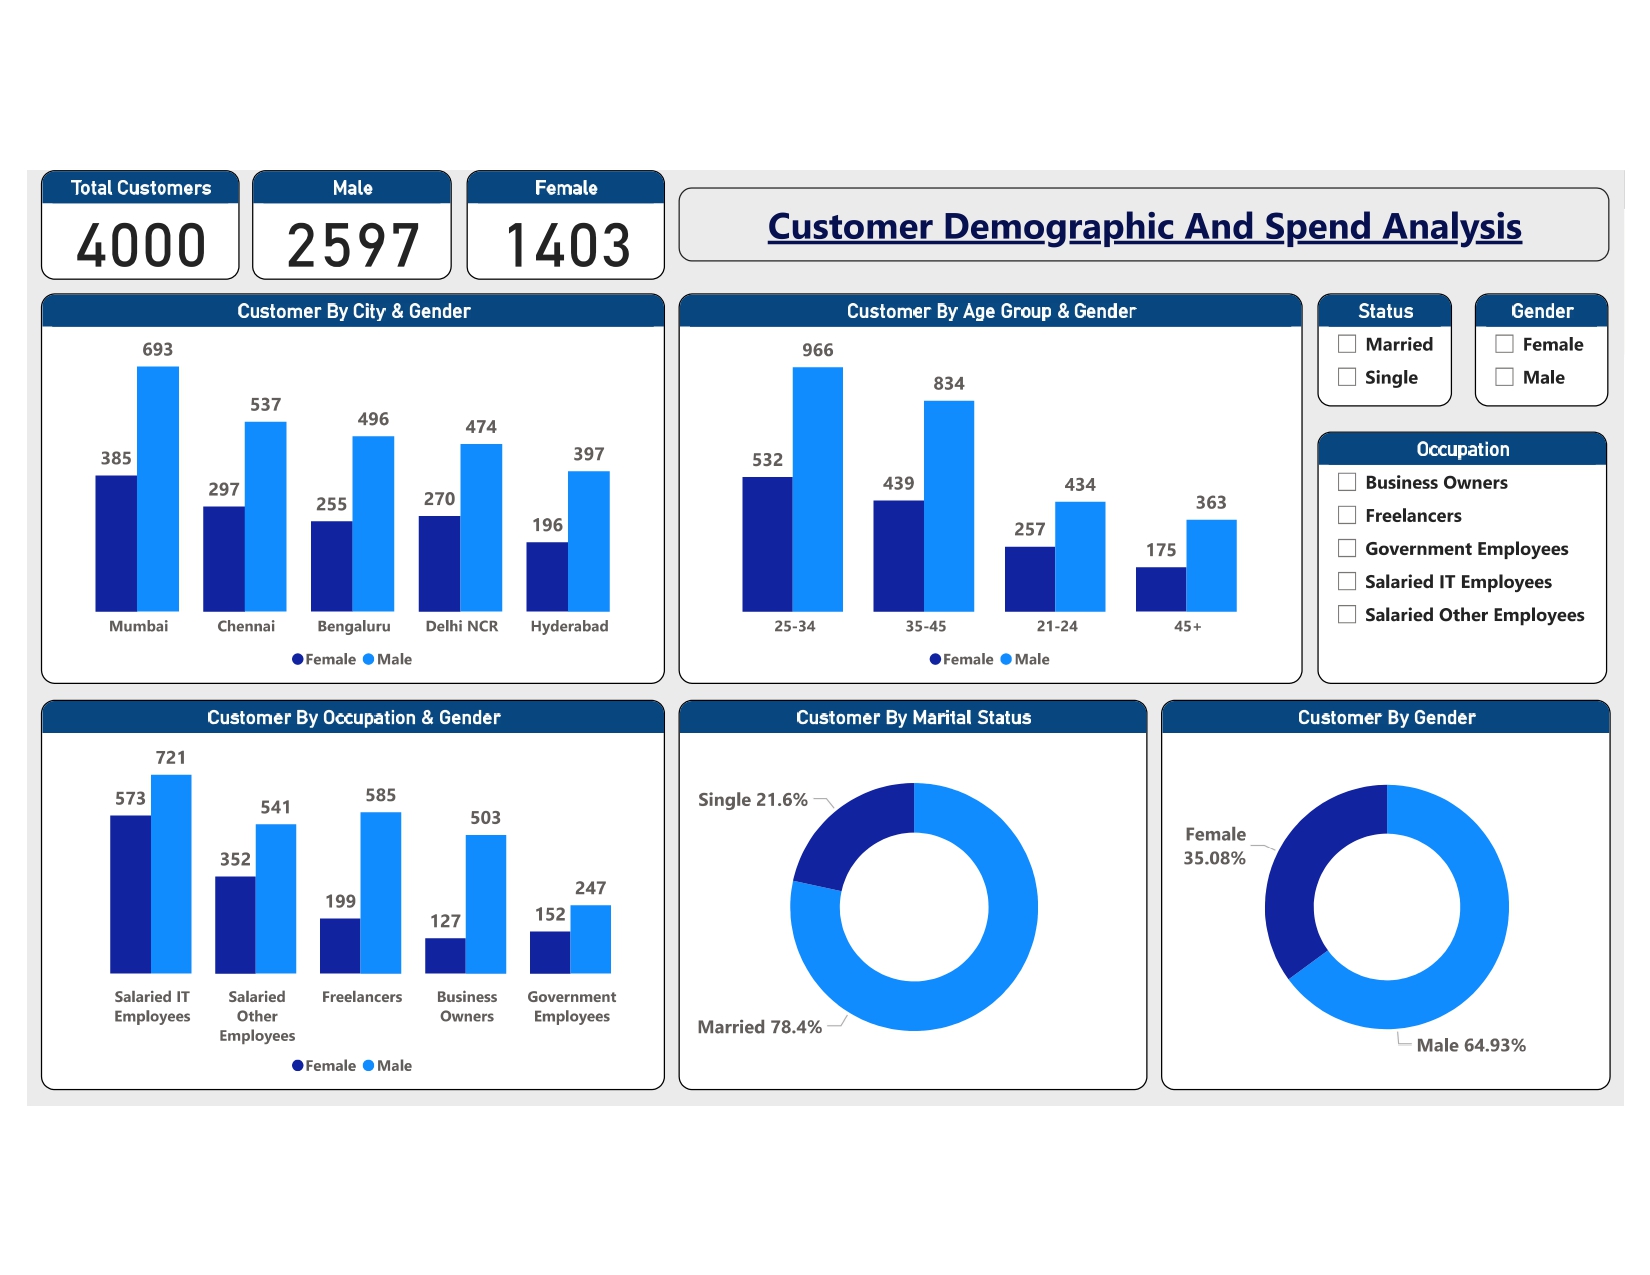 Total Customers
4000
Male
2597
Female
1403
Customer Demographic And Spend Analysis
Customer By City & Gender
693
537
496
474
397
385
297
255
270
196
Mumbai
Chennai
Bengaluru
Delhi NCR
Hyderabad
Female
Male
Customer By Age Group & Gender
966
834
532
439
434
363
257
175
25-34
35-45
21-24
45+
Female
Male
Status
Married
Single
Gender
Female
Male
Occupation
Business Owners
Freelancers
Government Employees
Salaried IT Employees
Salaried Other Employees
Customer By Occupation & Gender
721
573
541
585
503
352
199
127
152
247
Salaried IT
Employees
Salaried
Other
Employees
Freelancers
Business
Owners
Government
Employees
Female
Male
Customer By Marital Status
Single 21.6%
Married 78.4%
Customer By Gender
Female
35.08%
Male 64.93%